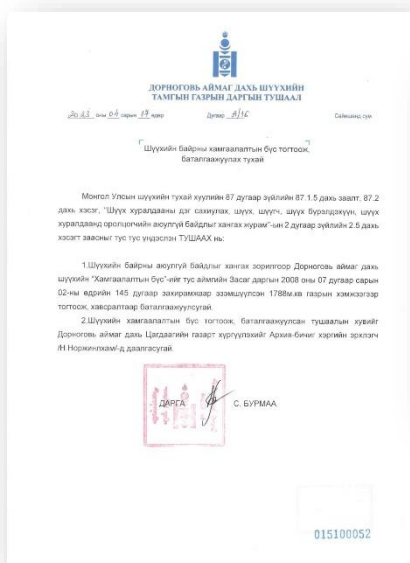 ДОРНОГОВЬ АЙМАГ ДАХЬ ШҮҮХИЙН
ТАМГЫН ГАЗРЫН ДАРГЫН ТУШААЛ
2023 оны 04 сарын 17 өдөр Дугаар А/15 Сайншанд сум
Шүүхийн байрны хамгаалалтын бүс тогтоож,
баталгаажуулах тухай
Монгол Улсын шүүхийн тухай хуулийн 87 дугаар зүйлийн 87.1.5 дахь заалт, 87.2
дахь хэсэг, "Шүүх хуралдааны дэг сахиулах, шүүх, шүүгч, шүүх бүрэлдэхүүн, шүүх
хуралдаанд оролцогчийн аюулгүй байдлыг хангах журам"-ын 2 дугаар зүйлийн 2.5 дахь
хэсэгт заасныг тус тус үндэслэн ТУШААХ нь:
1.Шүүхийн байрны аюулгүй байдлыг хангах зорилгоор Дорноговь аймаг дахь
шүүхийн "Хамгаалалтын бүс"-ийг тус аймгийн Засаг даргын 2008 оны 07 дугаар сарын
02-ны өдрийн 145 дугаар захирамжаар эзэмшүүлсэн 1788м.кв газрын хэмжээгээр
тогтоож, хавсралтаар баталгаажуулсугай.
2.Шүүхийн хамгаалалтын бүс тогтоож, баталгаажуулсан тушаалын хувийг
Дорноговь аймаг дахь Цагдаагийн газарт хүргүүлэхийг Архив-бичиг хэргийн эрхлэгч
/Н.Норжинлхам/-д даалгасугай.
ДАРГА С. БУРМАА
015100052